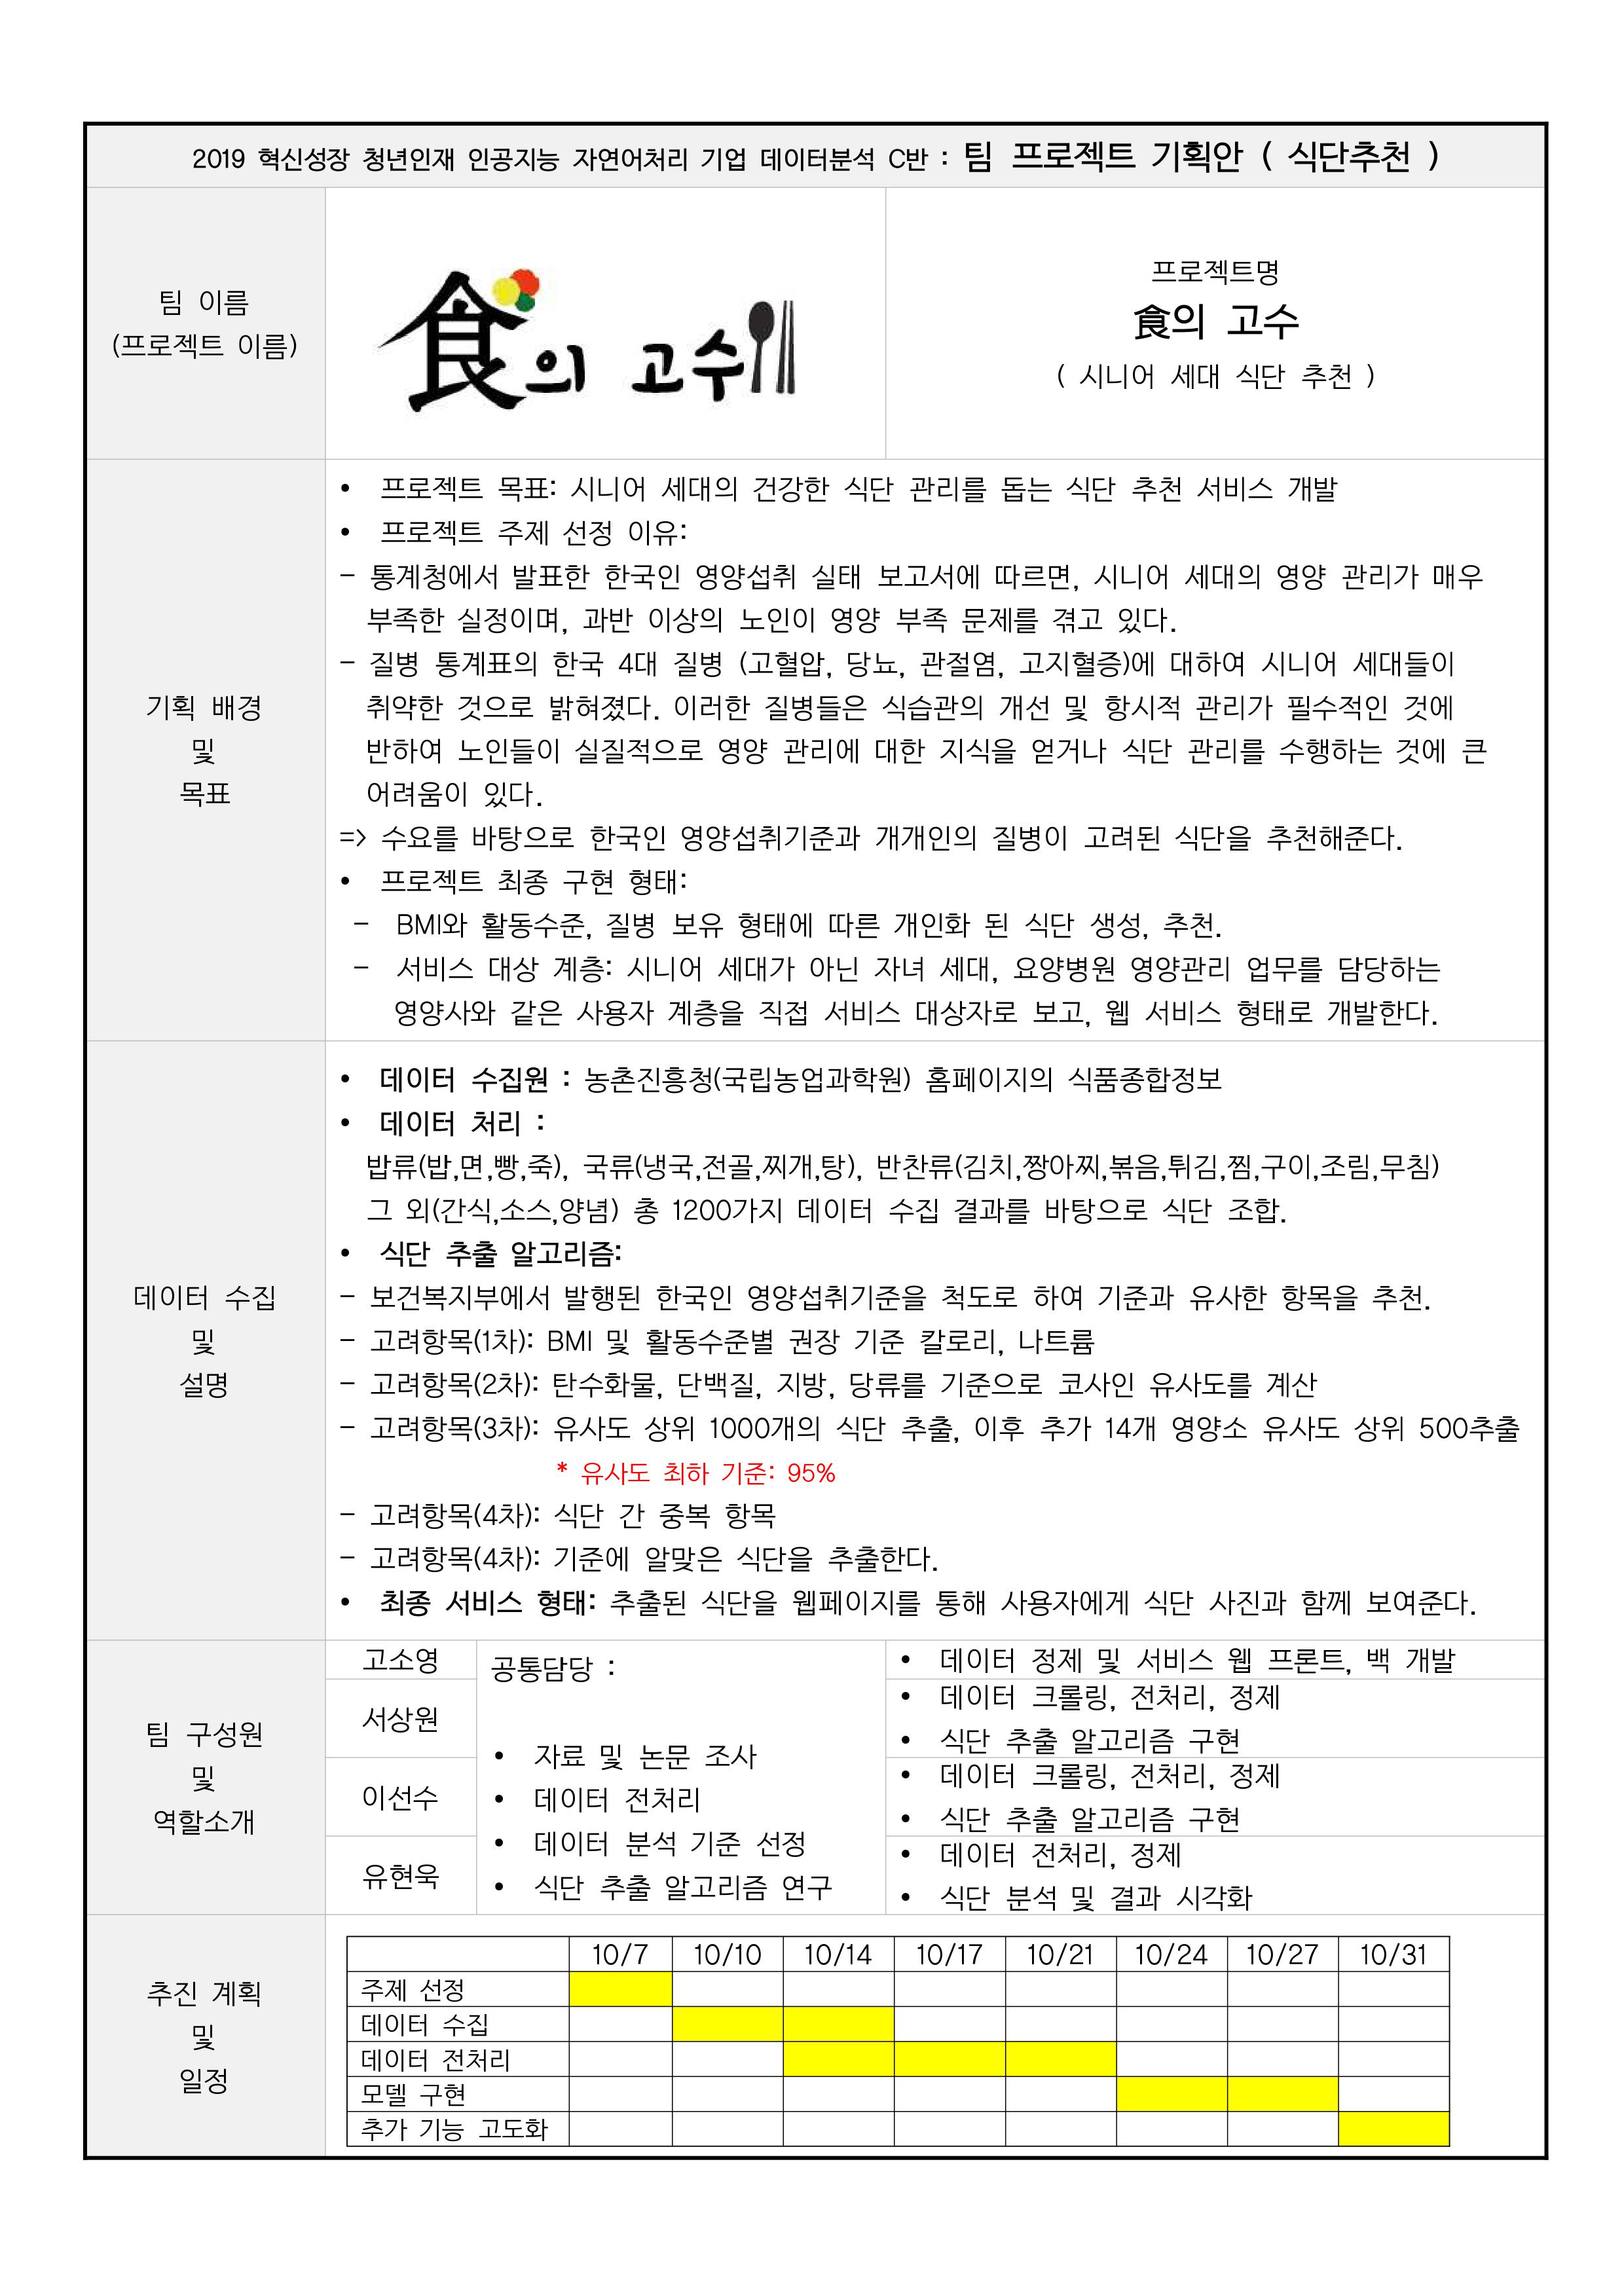 2019 혁신성장 청년인재 인공지능 자연어처리 기업 데이터분석 C반 : 팀 프로젝트 기획안 ( 식단추천 )
팀 이름
(프로젝트 이름)
食의 고수
프로젝트명
食의 고수
( 시니어 세대 식단 추천 )
기획 배경
및
목표
• 프로젝트 목표: 시니어 세대의 건강한 식단 관리를 돕는 식단 추천 서비스 개발
• 프로젝트 주제 선정 이유:
- 통계청에서 발표한 한국인 영양섭취 실태 보고서에 따르면, 시니어 세대의 영양 관리가 매우
부족한 실정이며, 과반 이상의 노인이 영양 부족 문제를 겪고 있다.
- 질병 통계표의 한국 4대 질병 (고혈압, 당뇨, 관절염, 고지혈증)에 대하여 시니어 세대들이
취약한 것으로 밝혀졌다. 이러한 질병들은 식습관의 개선 및 항시적 관리가 필수적인 것에
반하여 노인들이 실질적으로 영양 관리에 대한 지식을 얻거나 식단 관리를 수행하는 것에 큰
어려움이 있다.
=> 수요를 바탕으로 한국인 영양섭취기준과 개개인의 질병이 고려된 식단을 추천해준다.
• 프로젝트 최종 구현 형태:
- BMI와 활동수준, 질병 보유 형태에 따른 개인화 된 식단 생성, 추천.
- 서비스 대상 계층: 시니어 세대가 아닌 자녀 세대, 요양병원 영양관리 업무를 담당하는
영양사와 같은 사용자 계층을 직접 서비스 대상자로 보고, 웹 서비스 형태로 개발한다.
데이터 수집
및
설명
• 데이터 수집원 : 농촌진흥청(국립농업과학원) 홈페이지의 식품종합정보
• 데이터 처리 :
밥류(밥,면,빵,죽), 국류(냉국,전골,찌개,탕), 반찬류(김치,짱아찌,볶음,튀김,찜,구이,조림,무침)
그 외(간식,소스,양념) 총 1200가지 데이터 수집 결과를 바탕으로 식단 조합.
• 식단 추출 알고리즘:
- 보건복지부에서 발행된 한국인 영양섭취기준을 척도로 하여 기준과 유사한 항목을 추천.
- 고려항목(1차): BMI 및 활동수준별 권장 기준 칼로리, 나트륨
- 고려항목(2차): 탄수화물, 단백질, 지방, 당류를 기준으로 코사인 유사도를 계산
- 고려항목(3차): 유사도 상위 1000개의 식단 추출, 이후 추가 14개 영양소 유사도 상위 500추출
* 유사도 최하 기준: 95%
- 고려항목(4차): 식단 간 중복 항목
- 고려항목(4차): 기준에 알맞은 식단을 추출한다.
• 최종 서비스 형태: 추출된 식단을 웹페이지를 통해 사용자에게 식단 사진과 함께 보여준다.
팀 구성원
및
역할소개
고소영
서상원
이선수
유현욱
공통담당 :
• 자료 및 논문 조사
• 데이터 전처리
• 데이터 분석 기준 선정
• 식단 추출 알고리즘 연구
• 데이터 정제 및 서비스 웹 프론트, 백 개발
• 데이터 크롤링, 전처리, 정제
• 식단 추출 알고리즘 구현
• 데이터 크롤링, 전처리, 정제
• 식단 추출 알고리즘 구현
• 데이터 전처리, 정제
• 식단 분석 및 결과 시각화
추진 계획
및
일정
10/7 10/10 10/14 10/17 10/21 10/24 10/27 10/31
주제 선정
데이터 수집
데이터 전처리
모델 구현
추가 기능 고도화